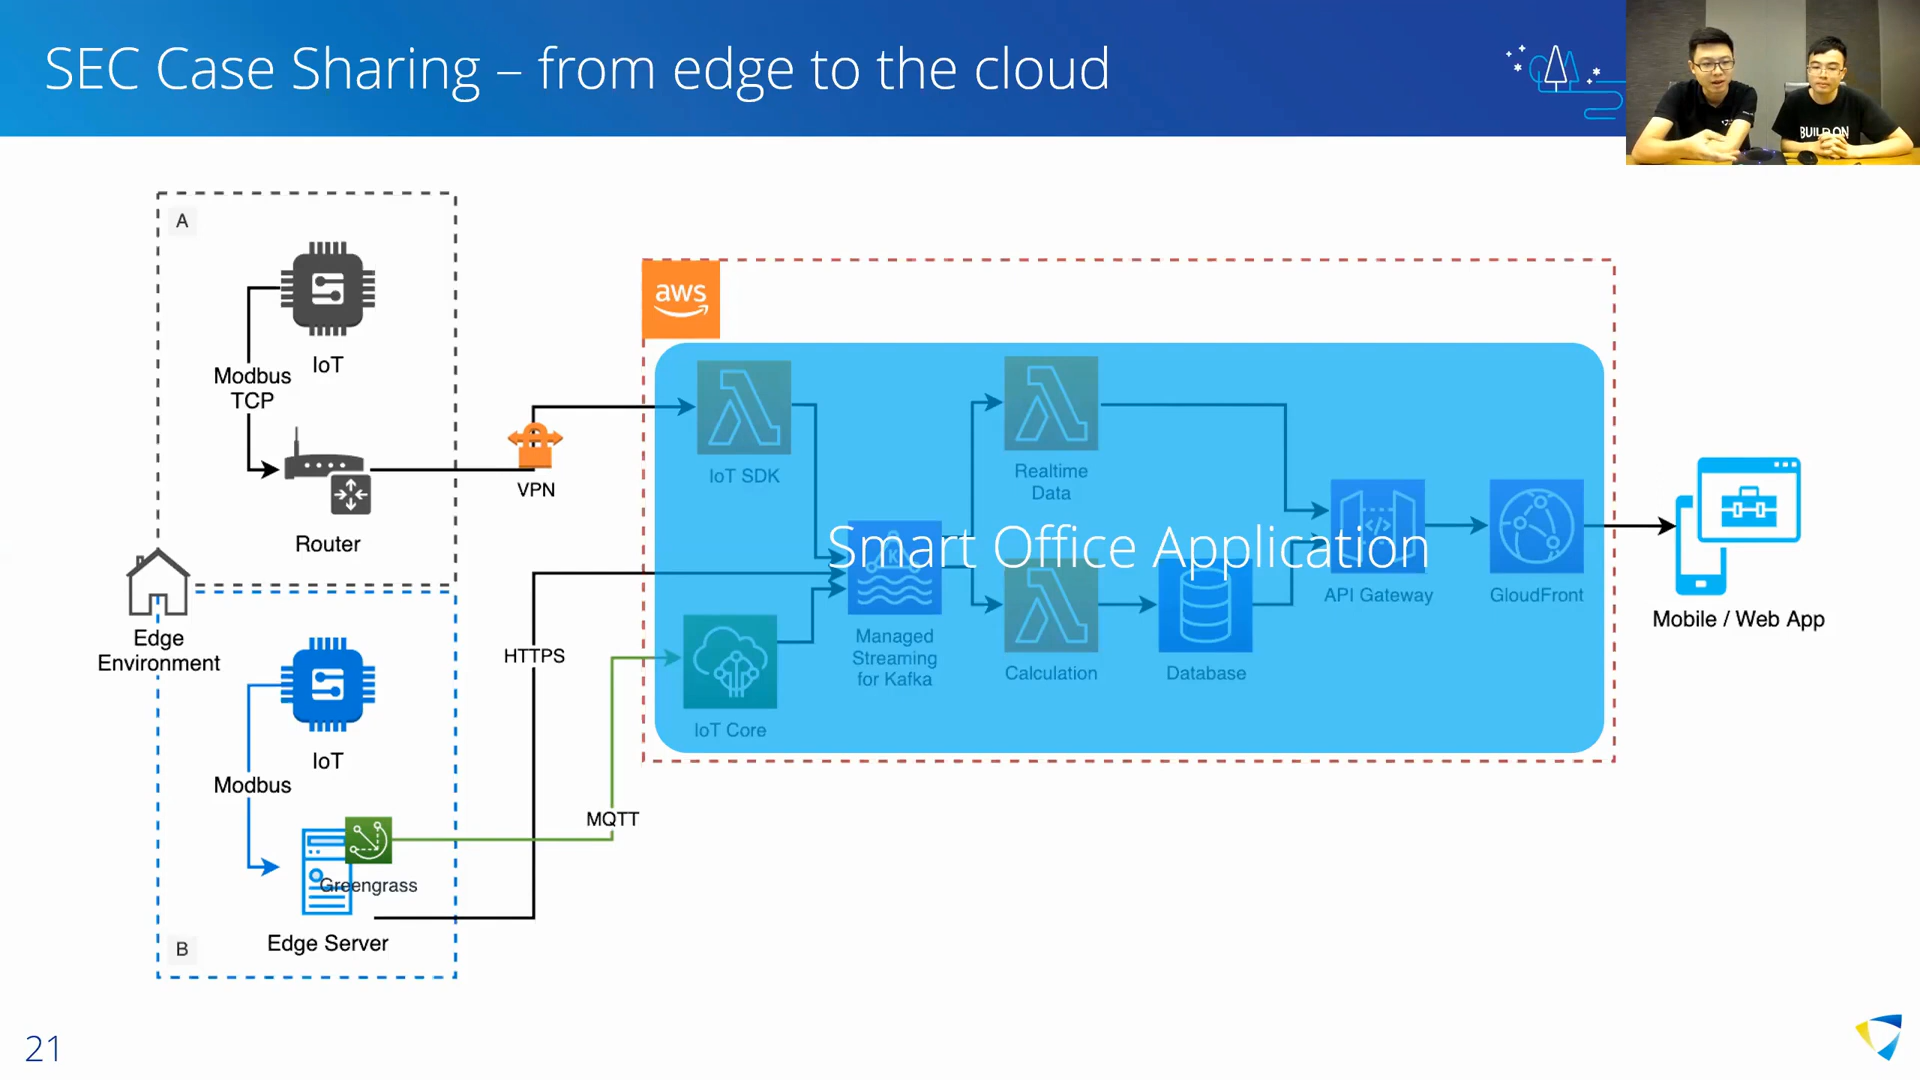 SEC Case Sharing – from edge to the cloud
BUILD ON
A
IoT
Modbus
TCP
Router
VPN
Edge
Environment
IoT
Modbus
Greengrass
Edge Server
B
HTTPS
MQTT
aws
IoT SDK
IoT Core
K
Managed
Streaming
for Kafka
Realtime
Data
Calculation
Database
Smart Office Application
</>
API Gateway
GloudFront
Mobile / Web App
21